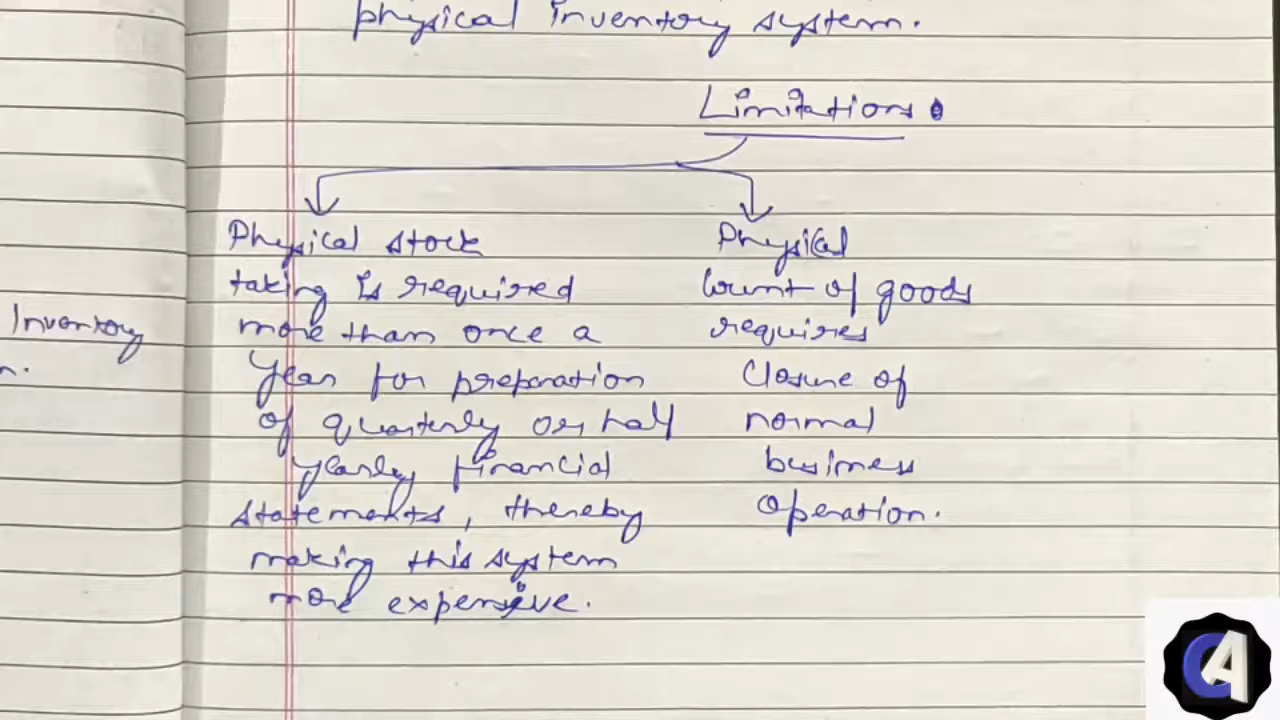 physical inventory system.
Limitations
Physical stock
taking is required
more than once a
year for preparation
of quarterly or half
yearly financial
statements, thereby
making this system
more expensive.
Physical
Count of goods
requires
Closure of
normal
business
Operation.
Inventory
n.
CA